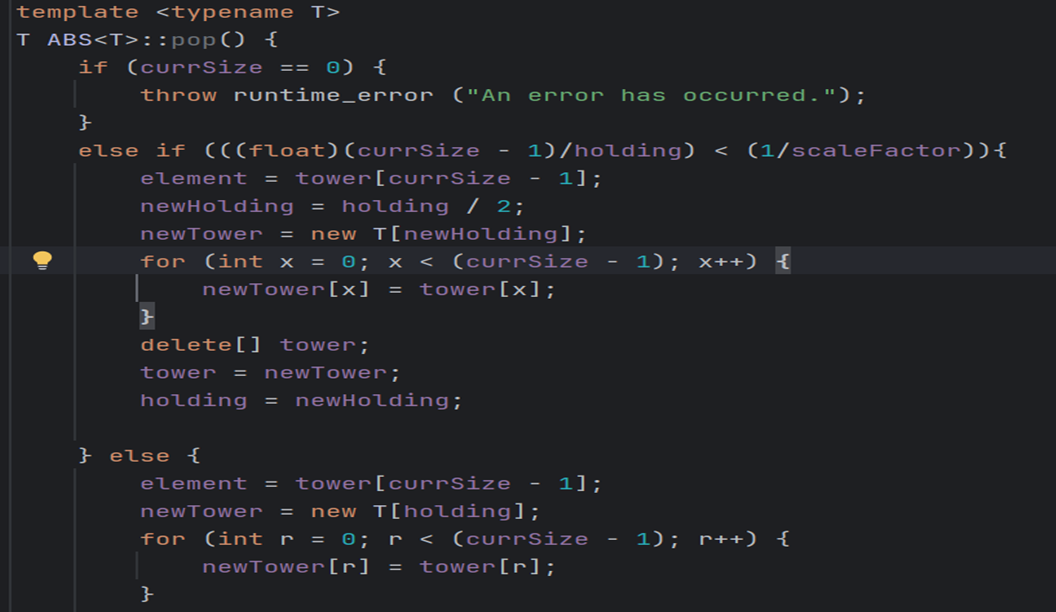 template <typename T>
T ABS<T>::pop() {
    if (currSize == 0) {
        throw runtime_error ("An error has occurred.");
    }
    else if (((float)(currSize - 1)/holding) < (1/scaleFactor)){
        element = tower[currSize - 1];
        newHolding = holding / 2;
        newTower = new T[newHolding];
        for (int x = 0; x < (currSize - 1); x++) {
            newTower[x] = tower[x];
        }
        delete[] tower;
        tower = newTower;
        holding = newHolding;
    } else {
        element = tower[currSize - 1];
        newTower = new T[holding];
        for (int r = 0; r < (currSize - 1); r++) {
            newTower[r] = tower[r];
        }